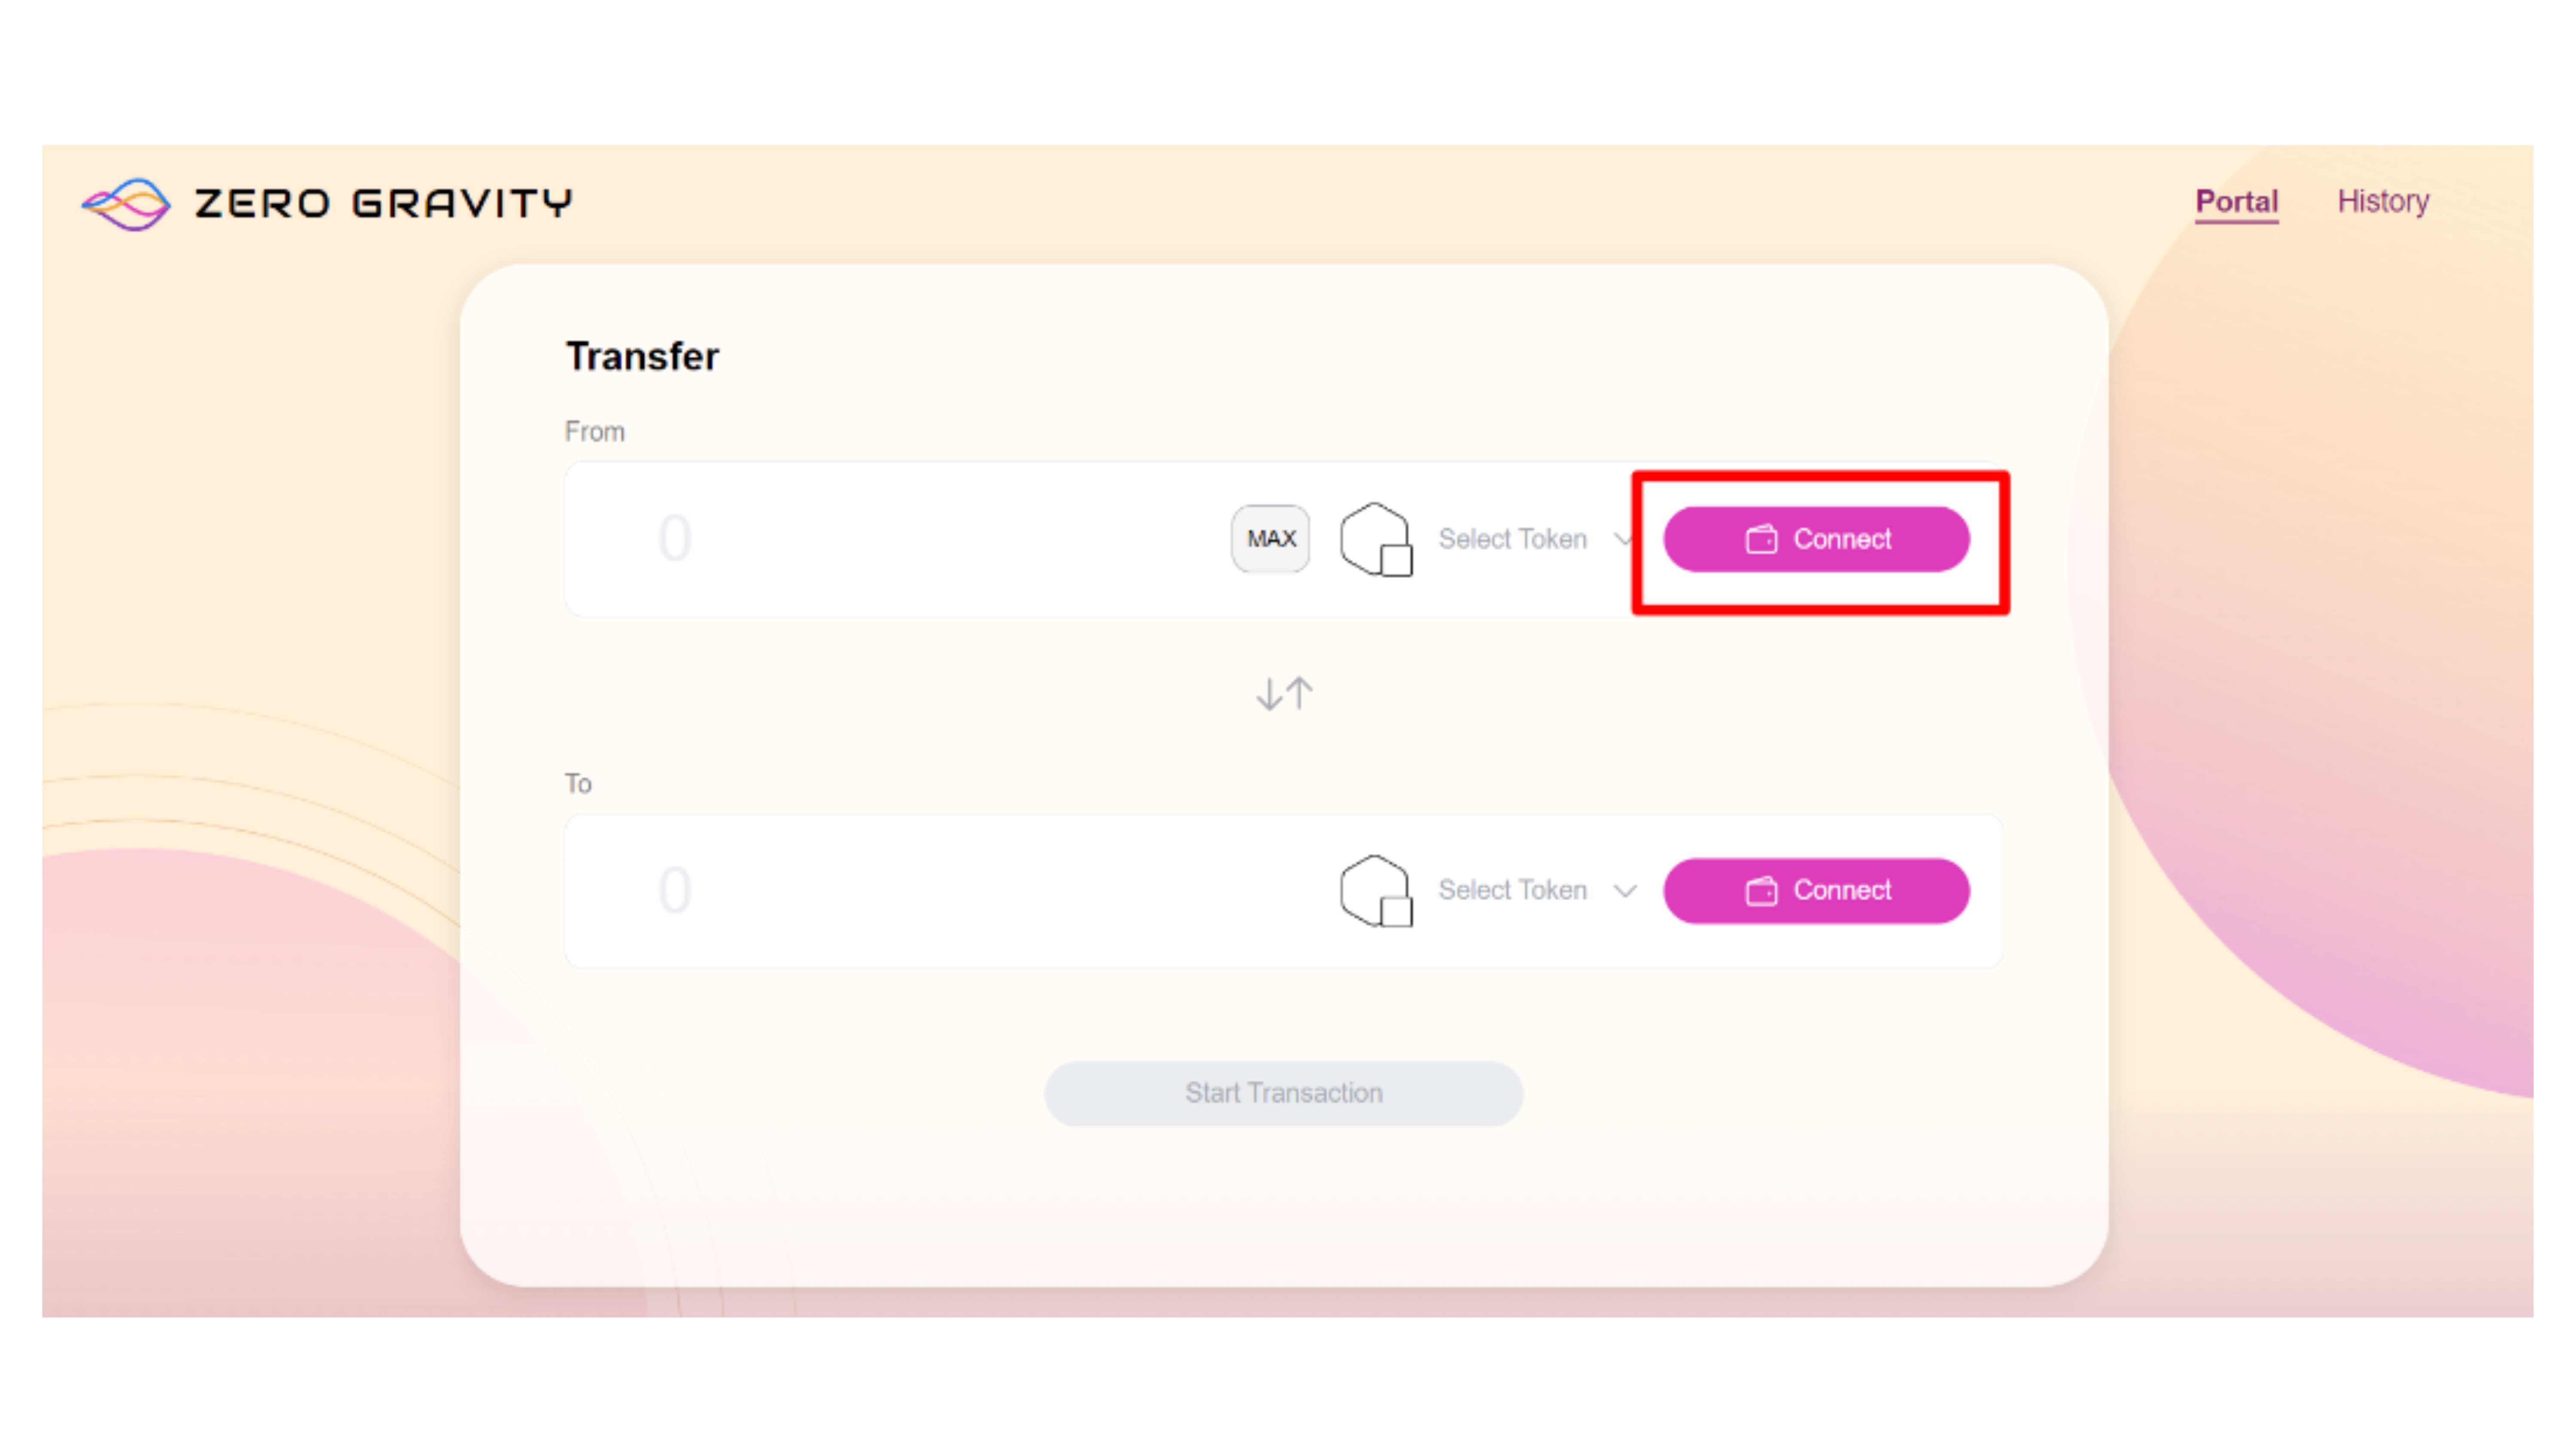 ZERO GRAVITY
Portal History
Transfer
From
0 MAX Select Token Connect
To
0 Select Token Connect
Start Transaction